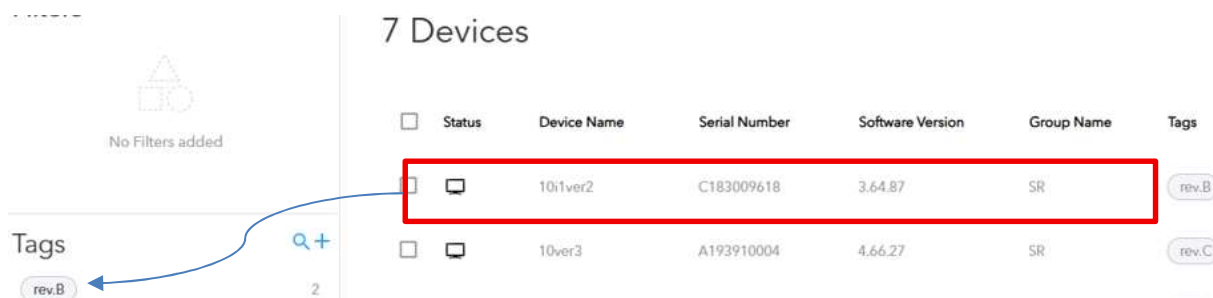 7 Devices
No Filters added
Status Device Name Serial Number Software Version Group Name Tags
10i1ver2 C183009618 3.64.87 SR rev.B
10ver3 A193910004 4.66.27 SR rev.C
Tags
rev.B 2